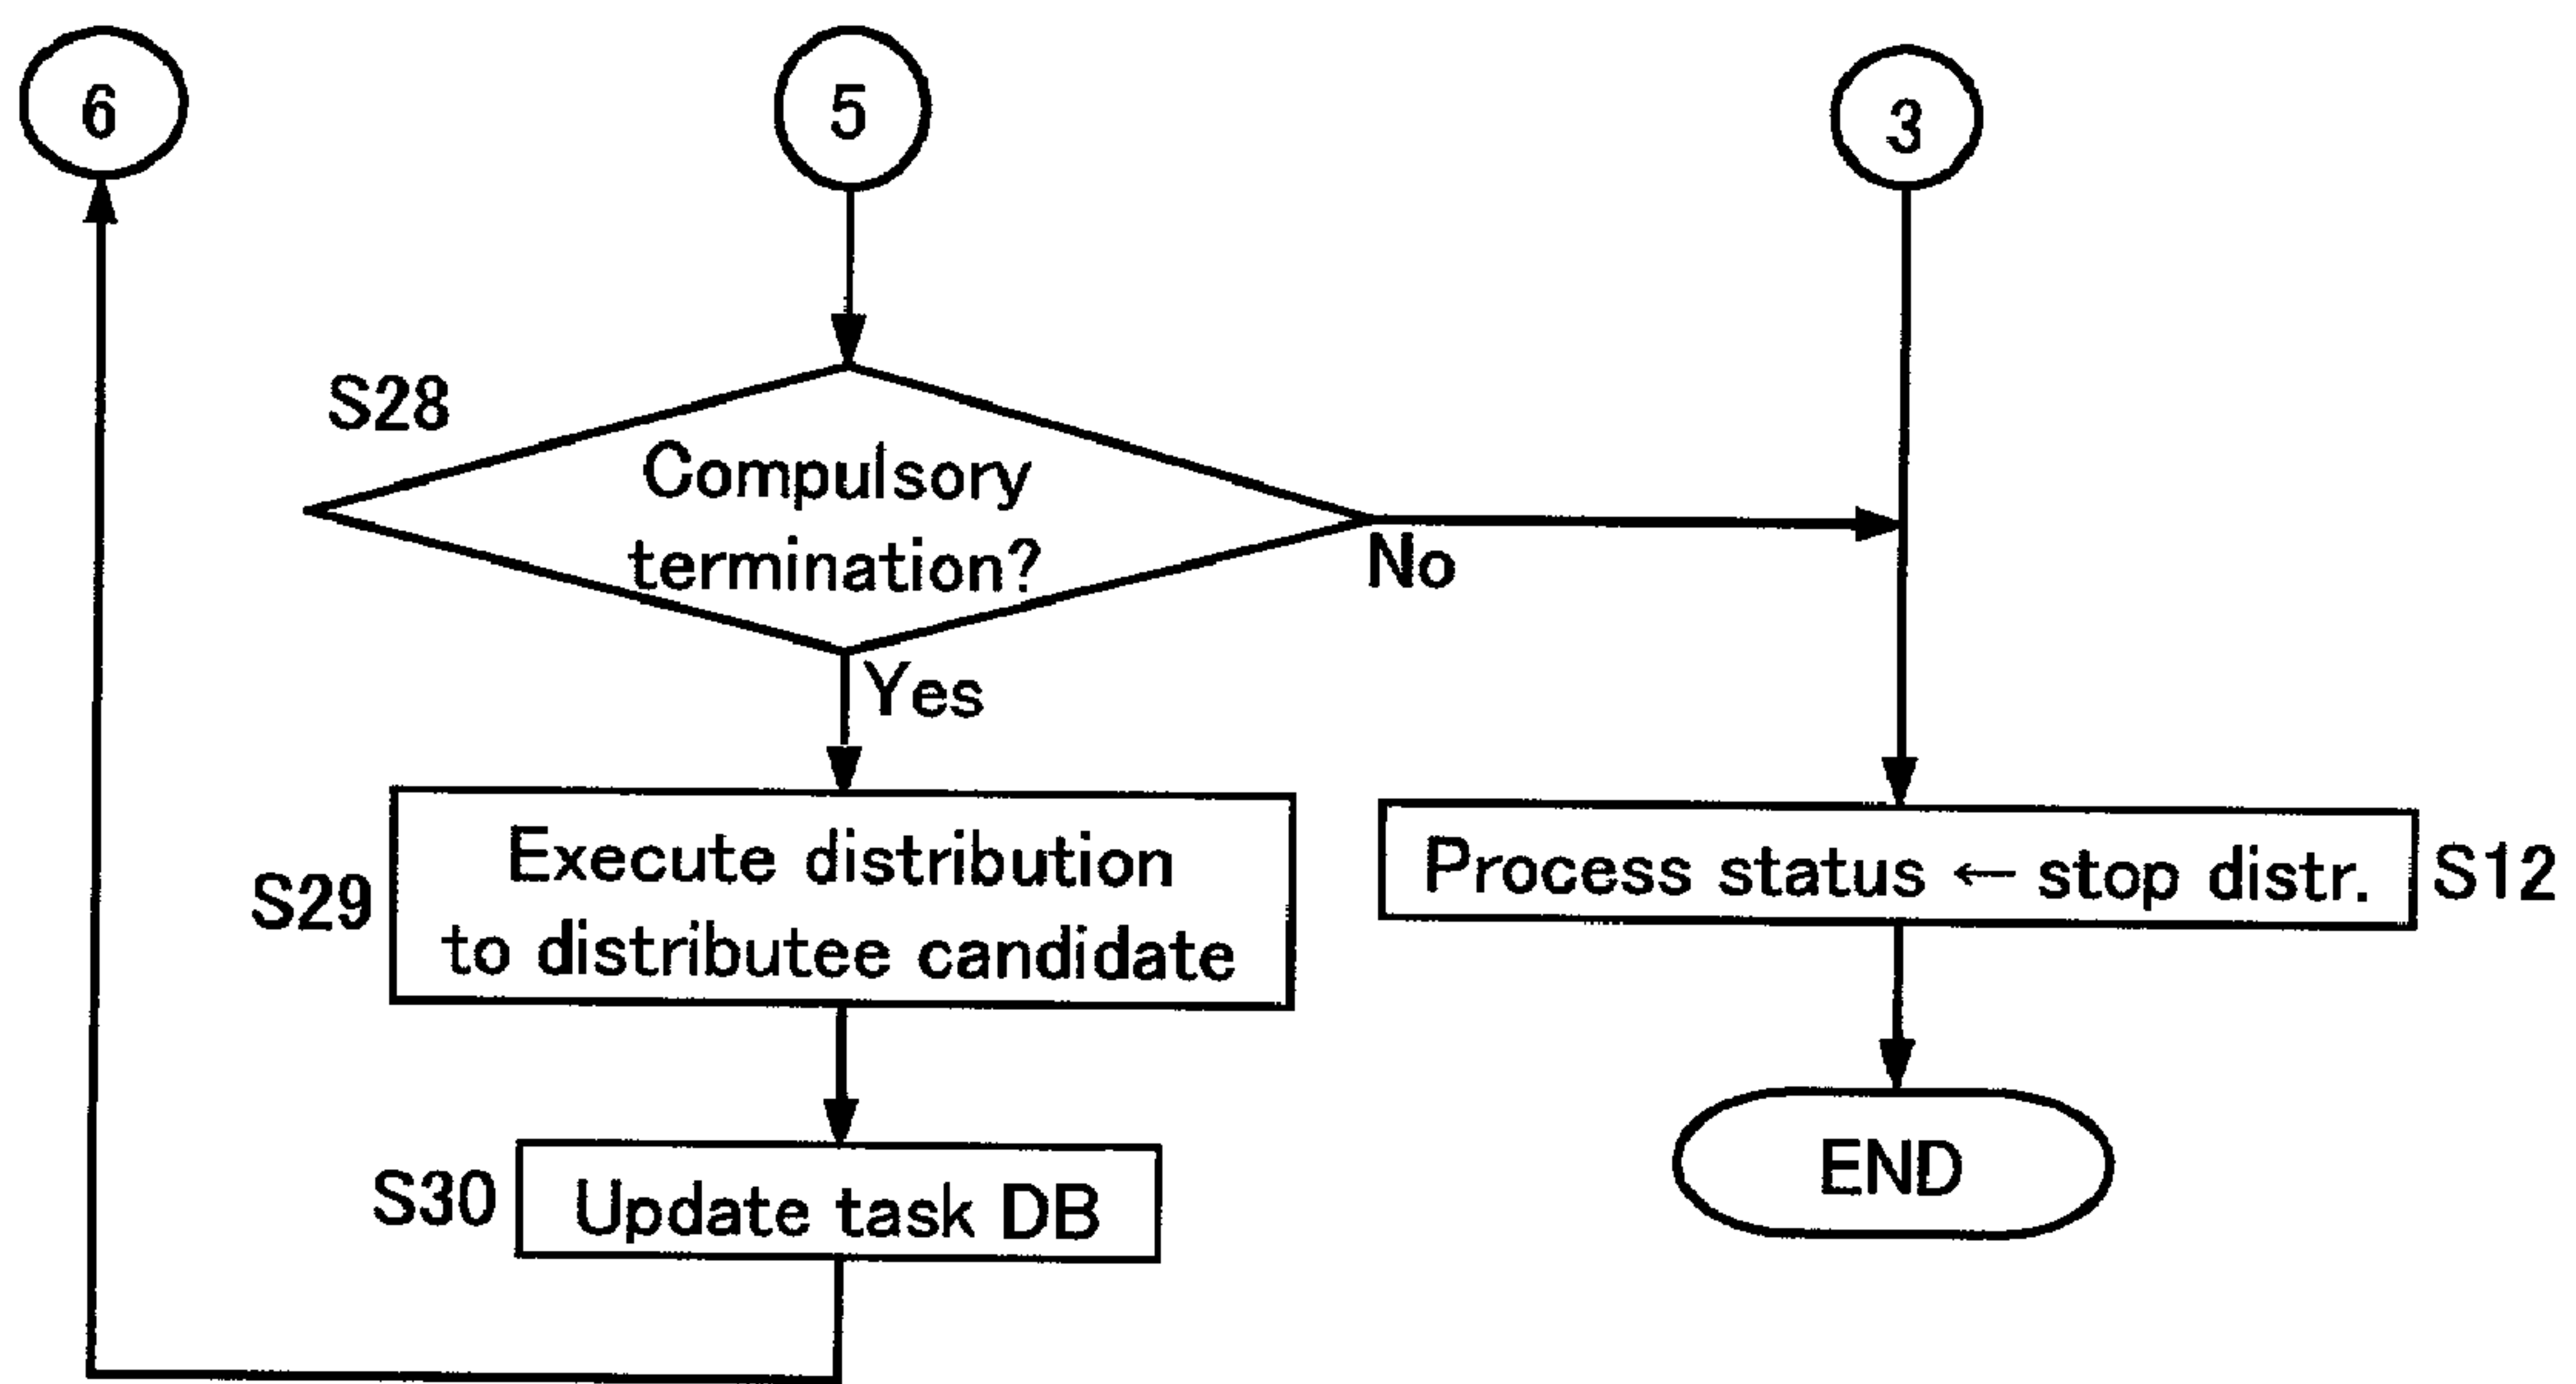 6
5
3
S28
Compulsory
termination?
No
Yes
S29
Execute distribution
to distributee candidate
Process status ← stop distr.
S12
S30
Update task DB
END